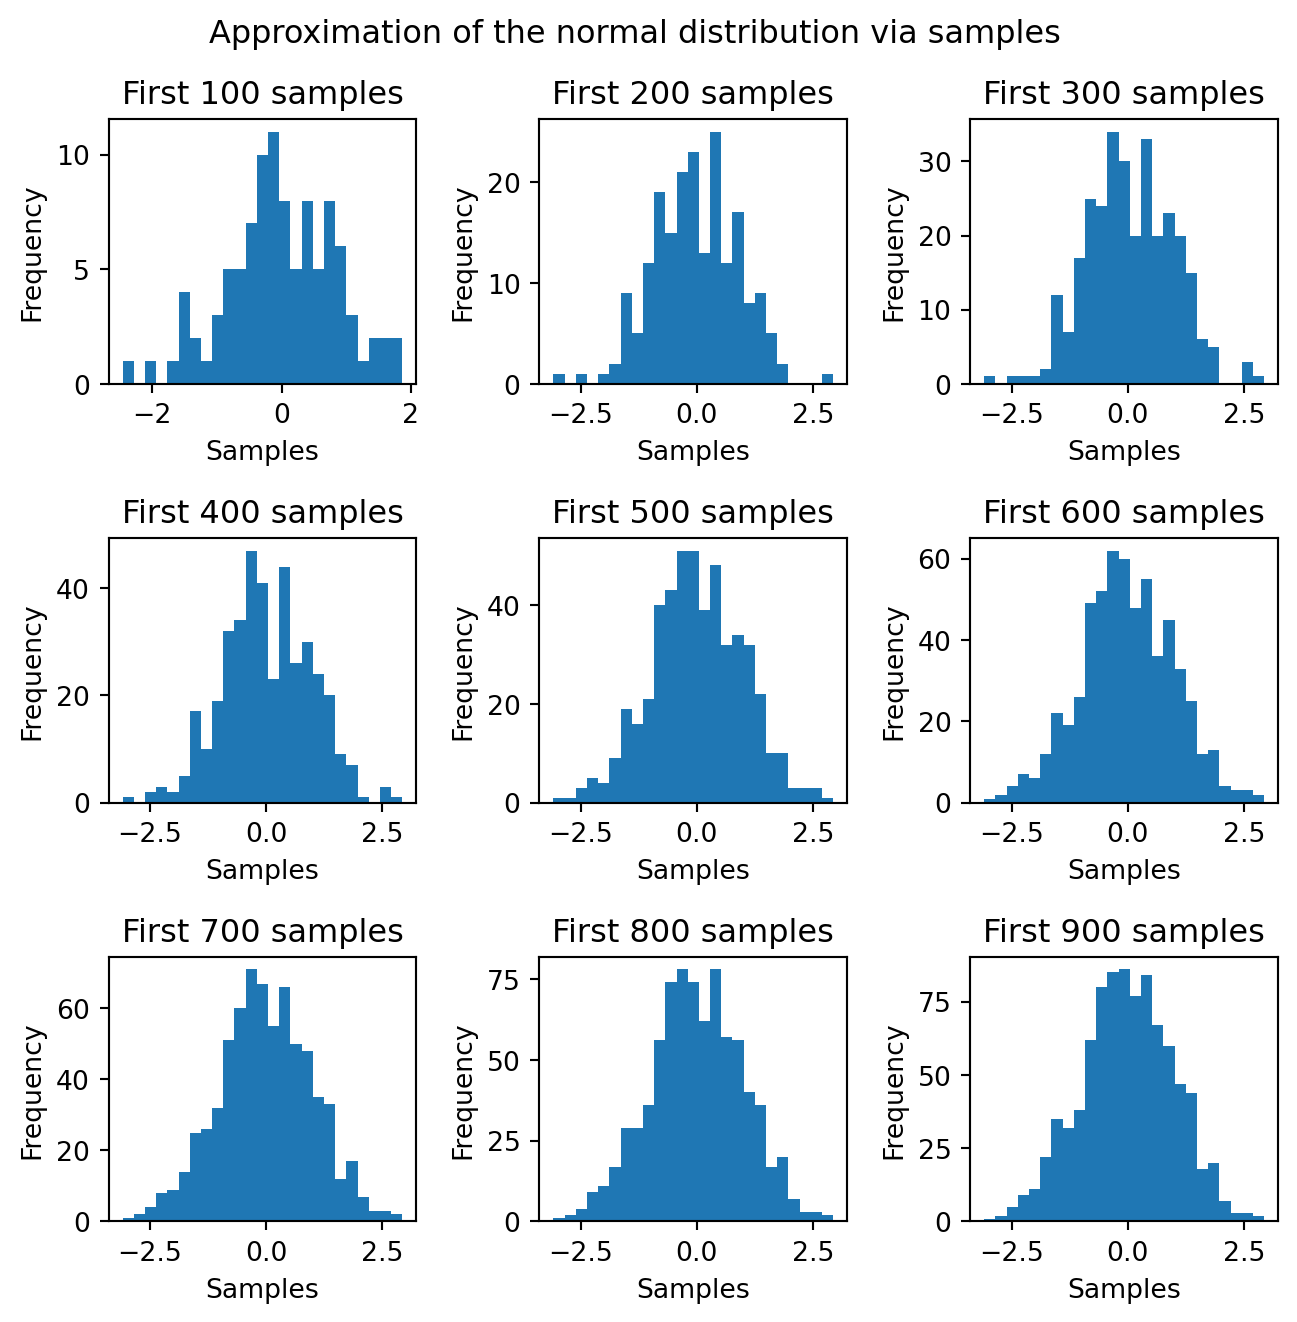 Approximation of the normal distribution via samples
First 100 samples
First 200 samples
First 300 samples
10
5
0
Frequency
−2
0
2
Samples
20
10
0
Frequency
−2.5
0.0
2.5
Samples
30
20
10
0
Frequency
−2.5
0.0
2.5
Samples
First 400 samples
First 500 samples
First 600 samples
40
20
0
Frequency
−2.5
0.0
2.5
Samples
40
20
0
Frequency
−2.5
0.0
2.5
Samples
60
40
20
0
Frequency
−2.5
0.0
2.5
Samples
First 700 samples
First 800 samples
First 900 samples
60
40
20
0
Frequency
−2.5
0.0
2.5
Samples
75
50
25
0
Frequency
−2.5
0.0
2.5
Samples
75
50
25
0
Frequency
−2.5
0.0
2.5
Samples